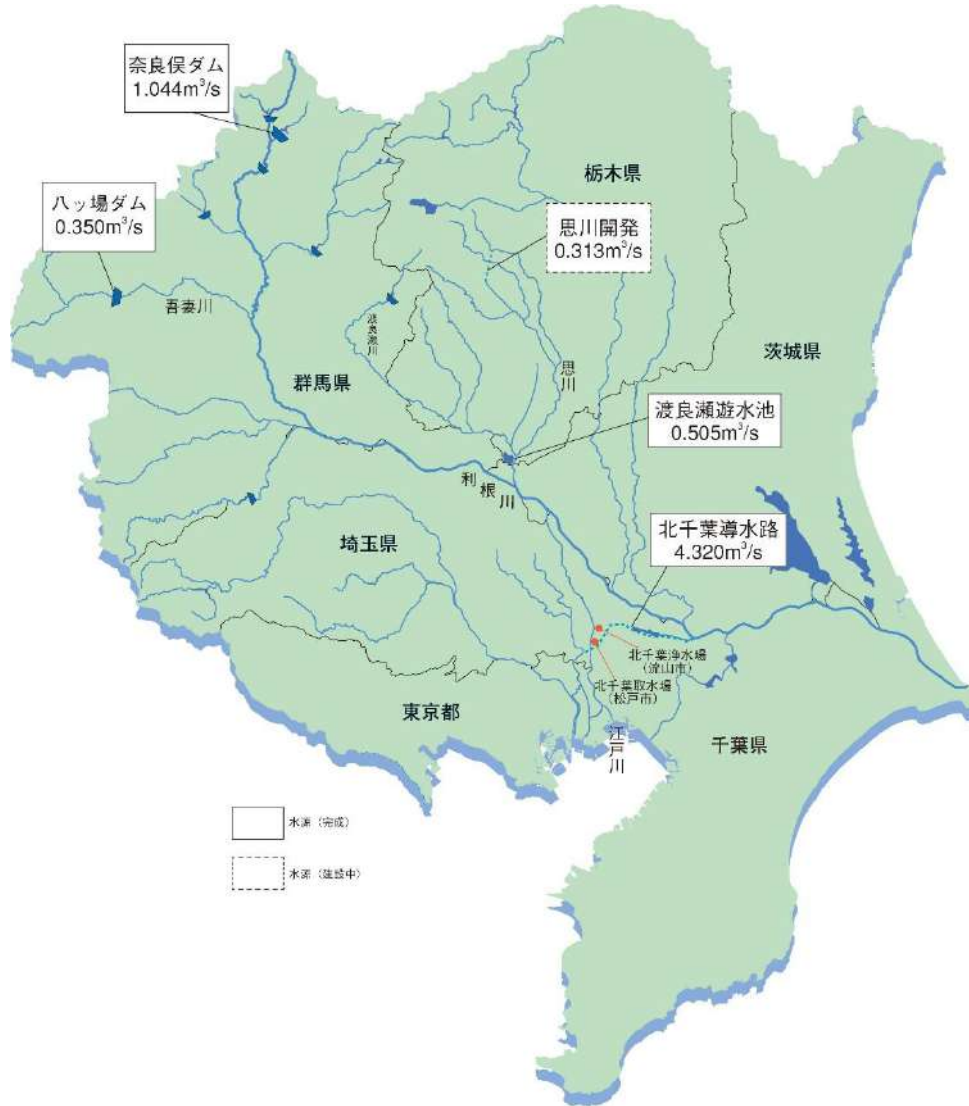 奈良俣ダム
1.044m³/s
栃木県
八ッ場ダム
0.350m³/s
思川開発
0.313m³/s
吾妻川
渡良瀬川
茨城県
思川
群馬県
渡良瀬遊水池
0.505m³/s
利根川
北千葉導水路
4.320m³/s
埼玉県
北千葉浄水場
(流山市)
北千葉取水場
(松戸市)
東京都
江戸川
千葉県
水源（完成）
水源（建設中）